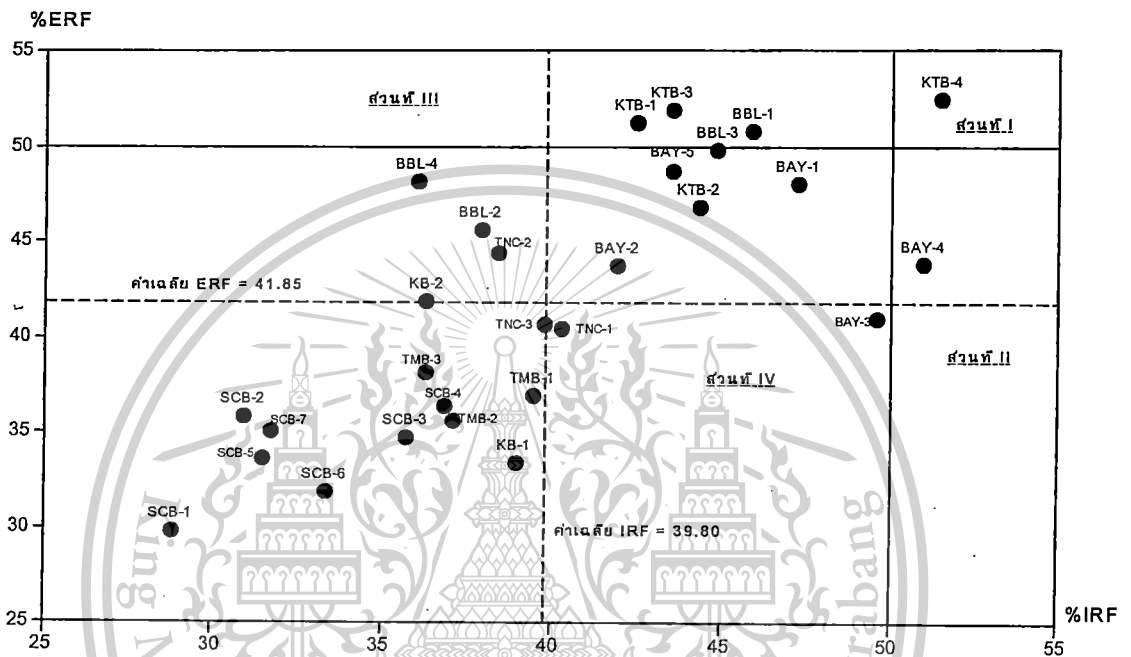 %ERF
55
ส่วนที่ III
KTB-3
KTB-4
KTB-1
BBL-1
ส่วนที่ I
50
BBL-3
BBL-4
BAY-5
BAY-1
KTB-2
BBL-2
45
TNC-2
BAY-2
BAY-4
ค่าเฉลี่ย ERF = 41.85
KB-2
40
TNC-3
TNC-1
BAY-3
TMB-3
ส่วนที่ II
TMB-1
ส่วนที่ IV
SCB-2
SCB-4
SCB-7
SCB-3
TMB-2
35
SCB-5
KB-1
SCB-6
SCB-1
30
ค่าเฉลี่ย IRF = 39.80
25
%IRF
25
30
35
40
45
50
55